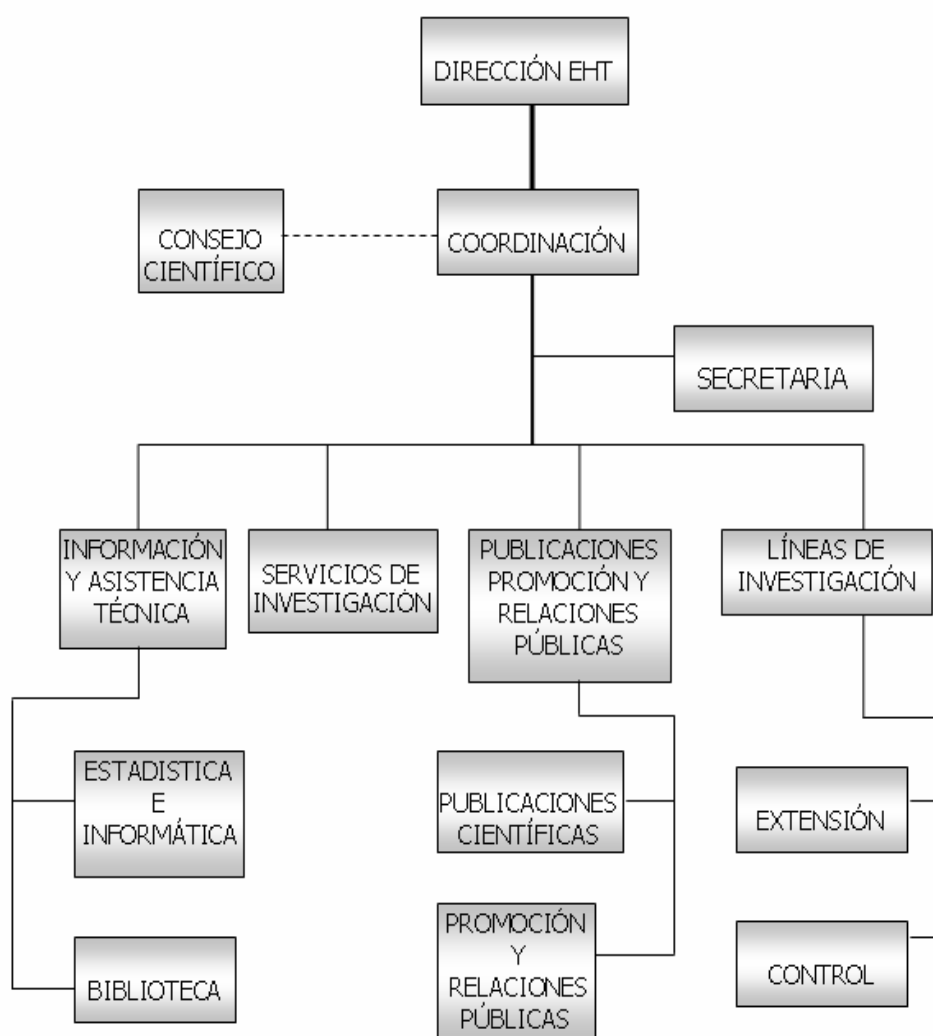 DIRECCIÓN EHT
CONSEJO
CIENTÍFICO
COORDINACIÓN
SECRETARIA
INFORMACIÓN
Y ASISTENCIA
TÉCNICA
SERVICIOS DE
INVESTIGACIÓN
PUBLICACIONES
PROMOCIÓN Y
RELACIONES
PÚBLICAS
LÍNEAS DE
INVESTIGACIÓN
ESTADISTICA
E
INFORMÁTICA
PUBLICACIONES
CIENTÍFICAS
EXTENSIÓN
BIBLIOTECA
PROMOCIÓN
Y
RELACIONES
PÚBLICAS
CONTROL